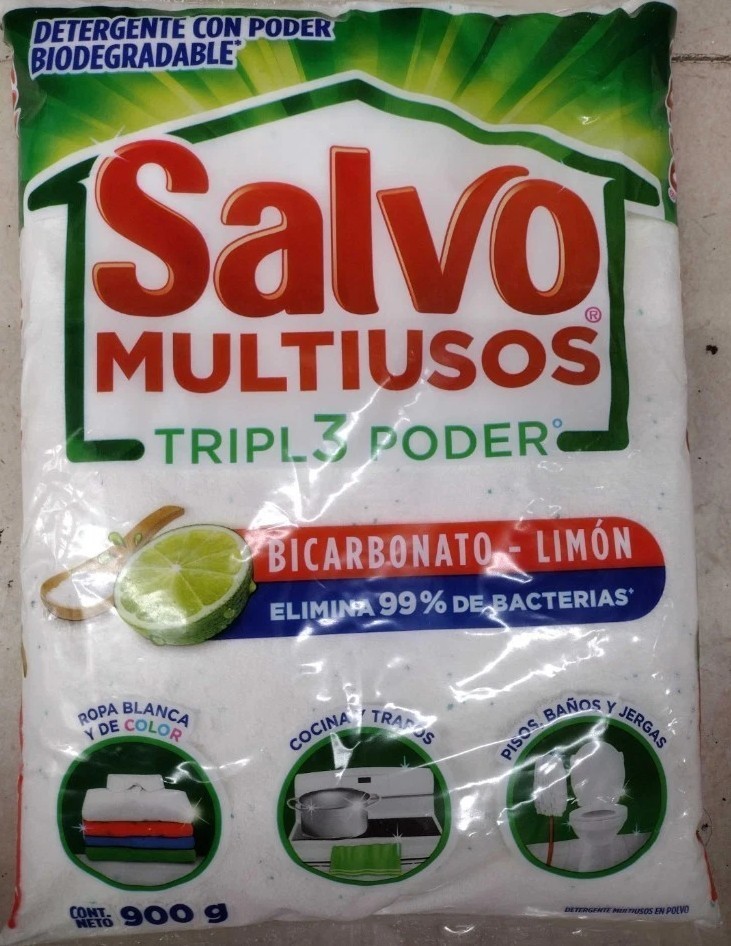 DETERGENTE CON PODER
BIODEGRADABLE*
Salvo®
MULTIUSOS
TRIPL3 PODER°
BICARBONATO - LIMÓN
ELIMINA 99% DE BACTERIAS+
ROPA BLANCA
Y DE COLOR
COCINA Y TRAPOS
PISOS, BAÑOS Y JERGAS
CONT.
NETO 900 g
DETERGENTE MULTIUSOS EN POLVO